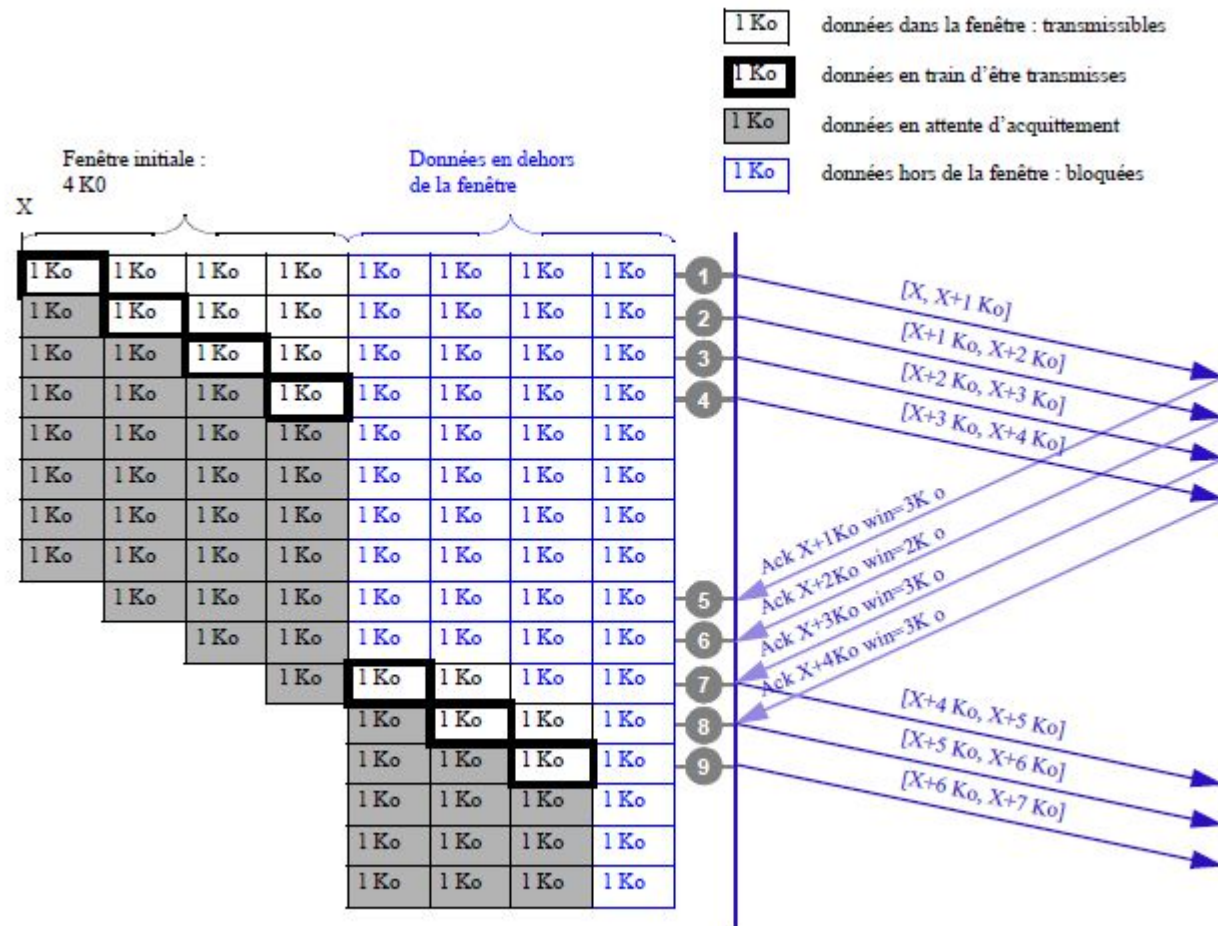 1 Ko données dans la fenêtre : transmissibles
1 Ko données en train d'être transmises
1 Ko données en attente d'acquittement
1 Ko données hors de la fenêtre : bloquées
Fenêtre initiale :
4 K0
Données en dehors
de la fenêtre
X
1 Ko 1 Ko 1 Ko 1 Ko 1 Ko 1 Ko 1 Ko 1 Ko 1
1 Ko 1 Ko 1 Ko 1 Ko 1 Ko 1 Ko 1 Ko 1 Ko 2
1 Ko 1 Ko 1 Ko 1 Ko 1 Ko 1 Ko 1 Ko 1 Ko 3
1 Ko 1 Ko 1 Ko 1 Ko 1 Ko 1 Ko 1 Ko 1 Ko 4
1 Ko 1 Ko 1 Ko 1 Ko 1 Ko 1 Ko 1 Ko 1 Ko
1 Ko 1 Ko 1 Ko 1 Ko 1 Ko 1 Ko 1 Ko 1 Ko
1 Ko 1 Ko 1 Ko 1 Ko 1 Ko 1 Ko 1 Ko 1 Ko
1 Ko 1 Ko 1 Ko 1 Ko 1 Ko 1 Ko 1 Ko 1 Ko
1 Ko 1 Ko 1 Ko 1 Ko 1 Ko 1 Ko 1 Ko 5
1 Ko 1 Ko 1 Ko 1 Ko 1 Ko 1 Ko 6
1 Ko 1 Ko 1 Ko 1 Ko 1 Ko 7
1 Ko 1 Ko 1 Ko 1 Ko 8
1 Ko 1 Ko 1 Ko 1 Ko 9
1 Ko 1 Ko 1 Ko 1 Ko
1 Ko 1 Ko 1 Ko 1 Ko
1 Ko 1 Ko 1 Ko 1 Ko
[X, X+1 Ko]
[X+1 Ko, X+2 Ko]
[X+2 Ko, X+3 Ko]
[X+3 Ko, X+4 Ko]
Ack X+1Ko win=3K o
Ack X+2Ko win=2K o
Ack X+3Ko win=3K o
Ack X+4Ko win=3K o
[X+4 Ko, X+5 Ko]
[X+5 Ko, X+6 Ko]
[X+6 Ko, X+7 Ko]